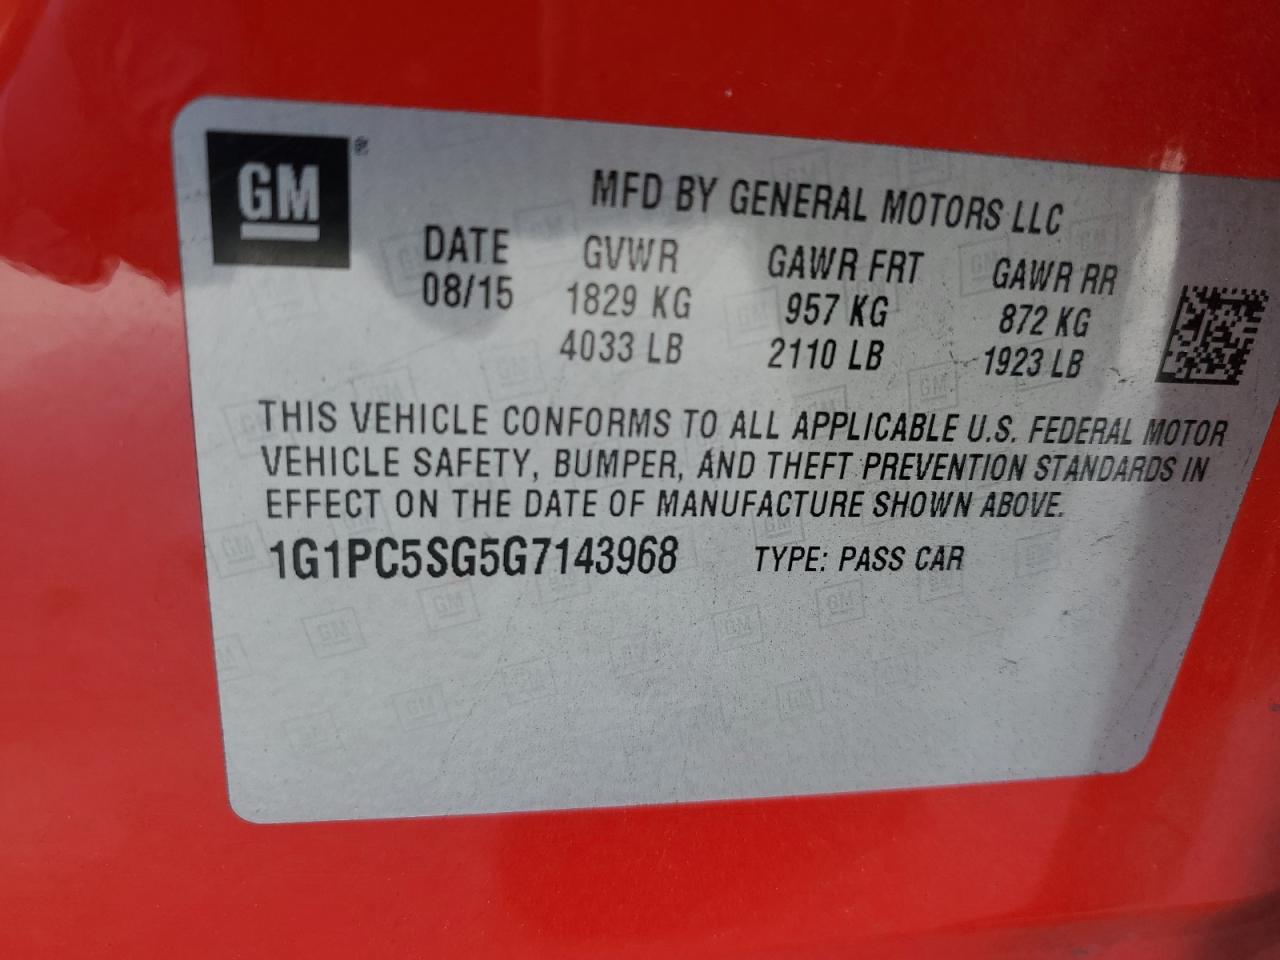 GM®
MFD BY GENERAL MOTORS LLC
DATE GVWR GAWR FRT GAWR RR
08/15 1829 KG 957 KG 872 KG
4033 LB 2110 LB 1923 LB
THIS VEHICLE CONFORMS TO ALL APPLICABLE U.S. FEDERAL MOTOR
VEHICLE SAFETY, BUMPER, AND THEFT PREVENTION STANDARDS IN
EFFECT ON THE DATE OF MANUFACTURE SHOWN ABOVE.
1G1PC5SG5G7143968 TYPE: PASS CAR